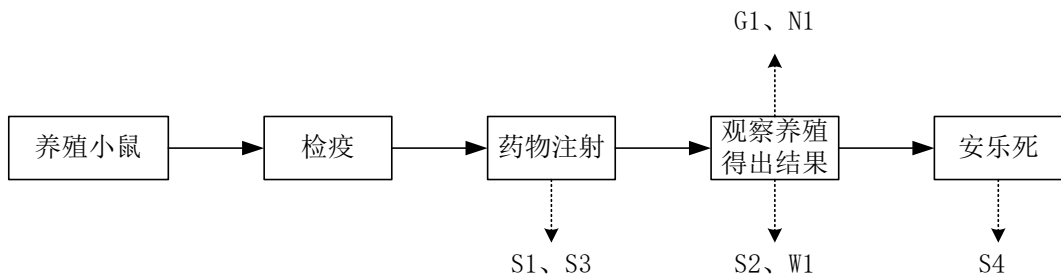 G1、N1
养殖小鼠
检疫
药物注射
观察养殖
得出结果
安乐死
S1、S3
S2、W1
S4